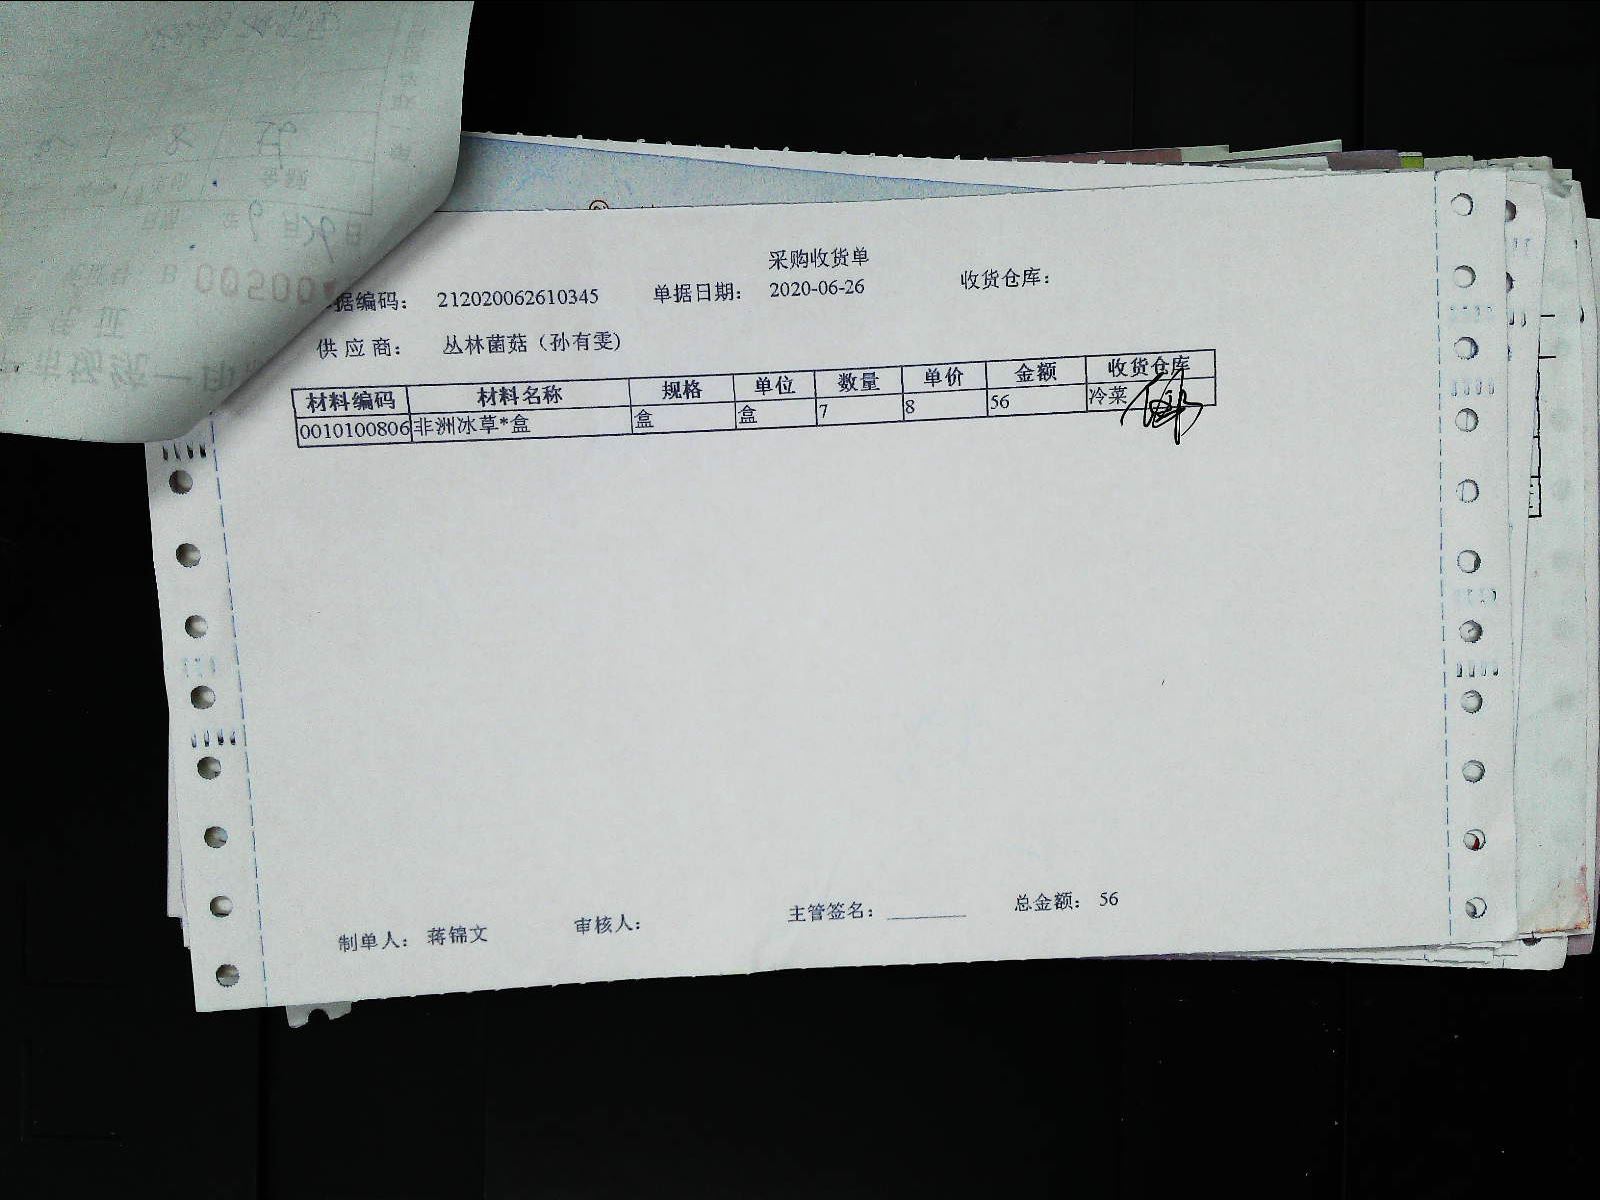 采购收货单
据编码： 212020062610345 单据日期： 2020-06-26 收货仓库：
供应商： 丛林菌菇（孙有雯)
材料编码 材料名称 规格 单位 数量 单价 金额 收货仓库
0010100806 非洲冰草*盒 盒 盒 7 8 56 冷菜
制单人： 蒋锦文 审核人： 主管签名： 总金额： 56